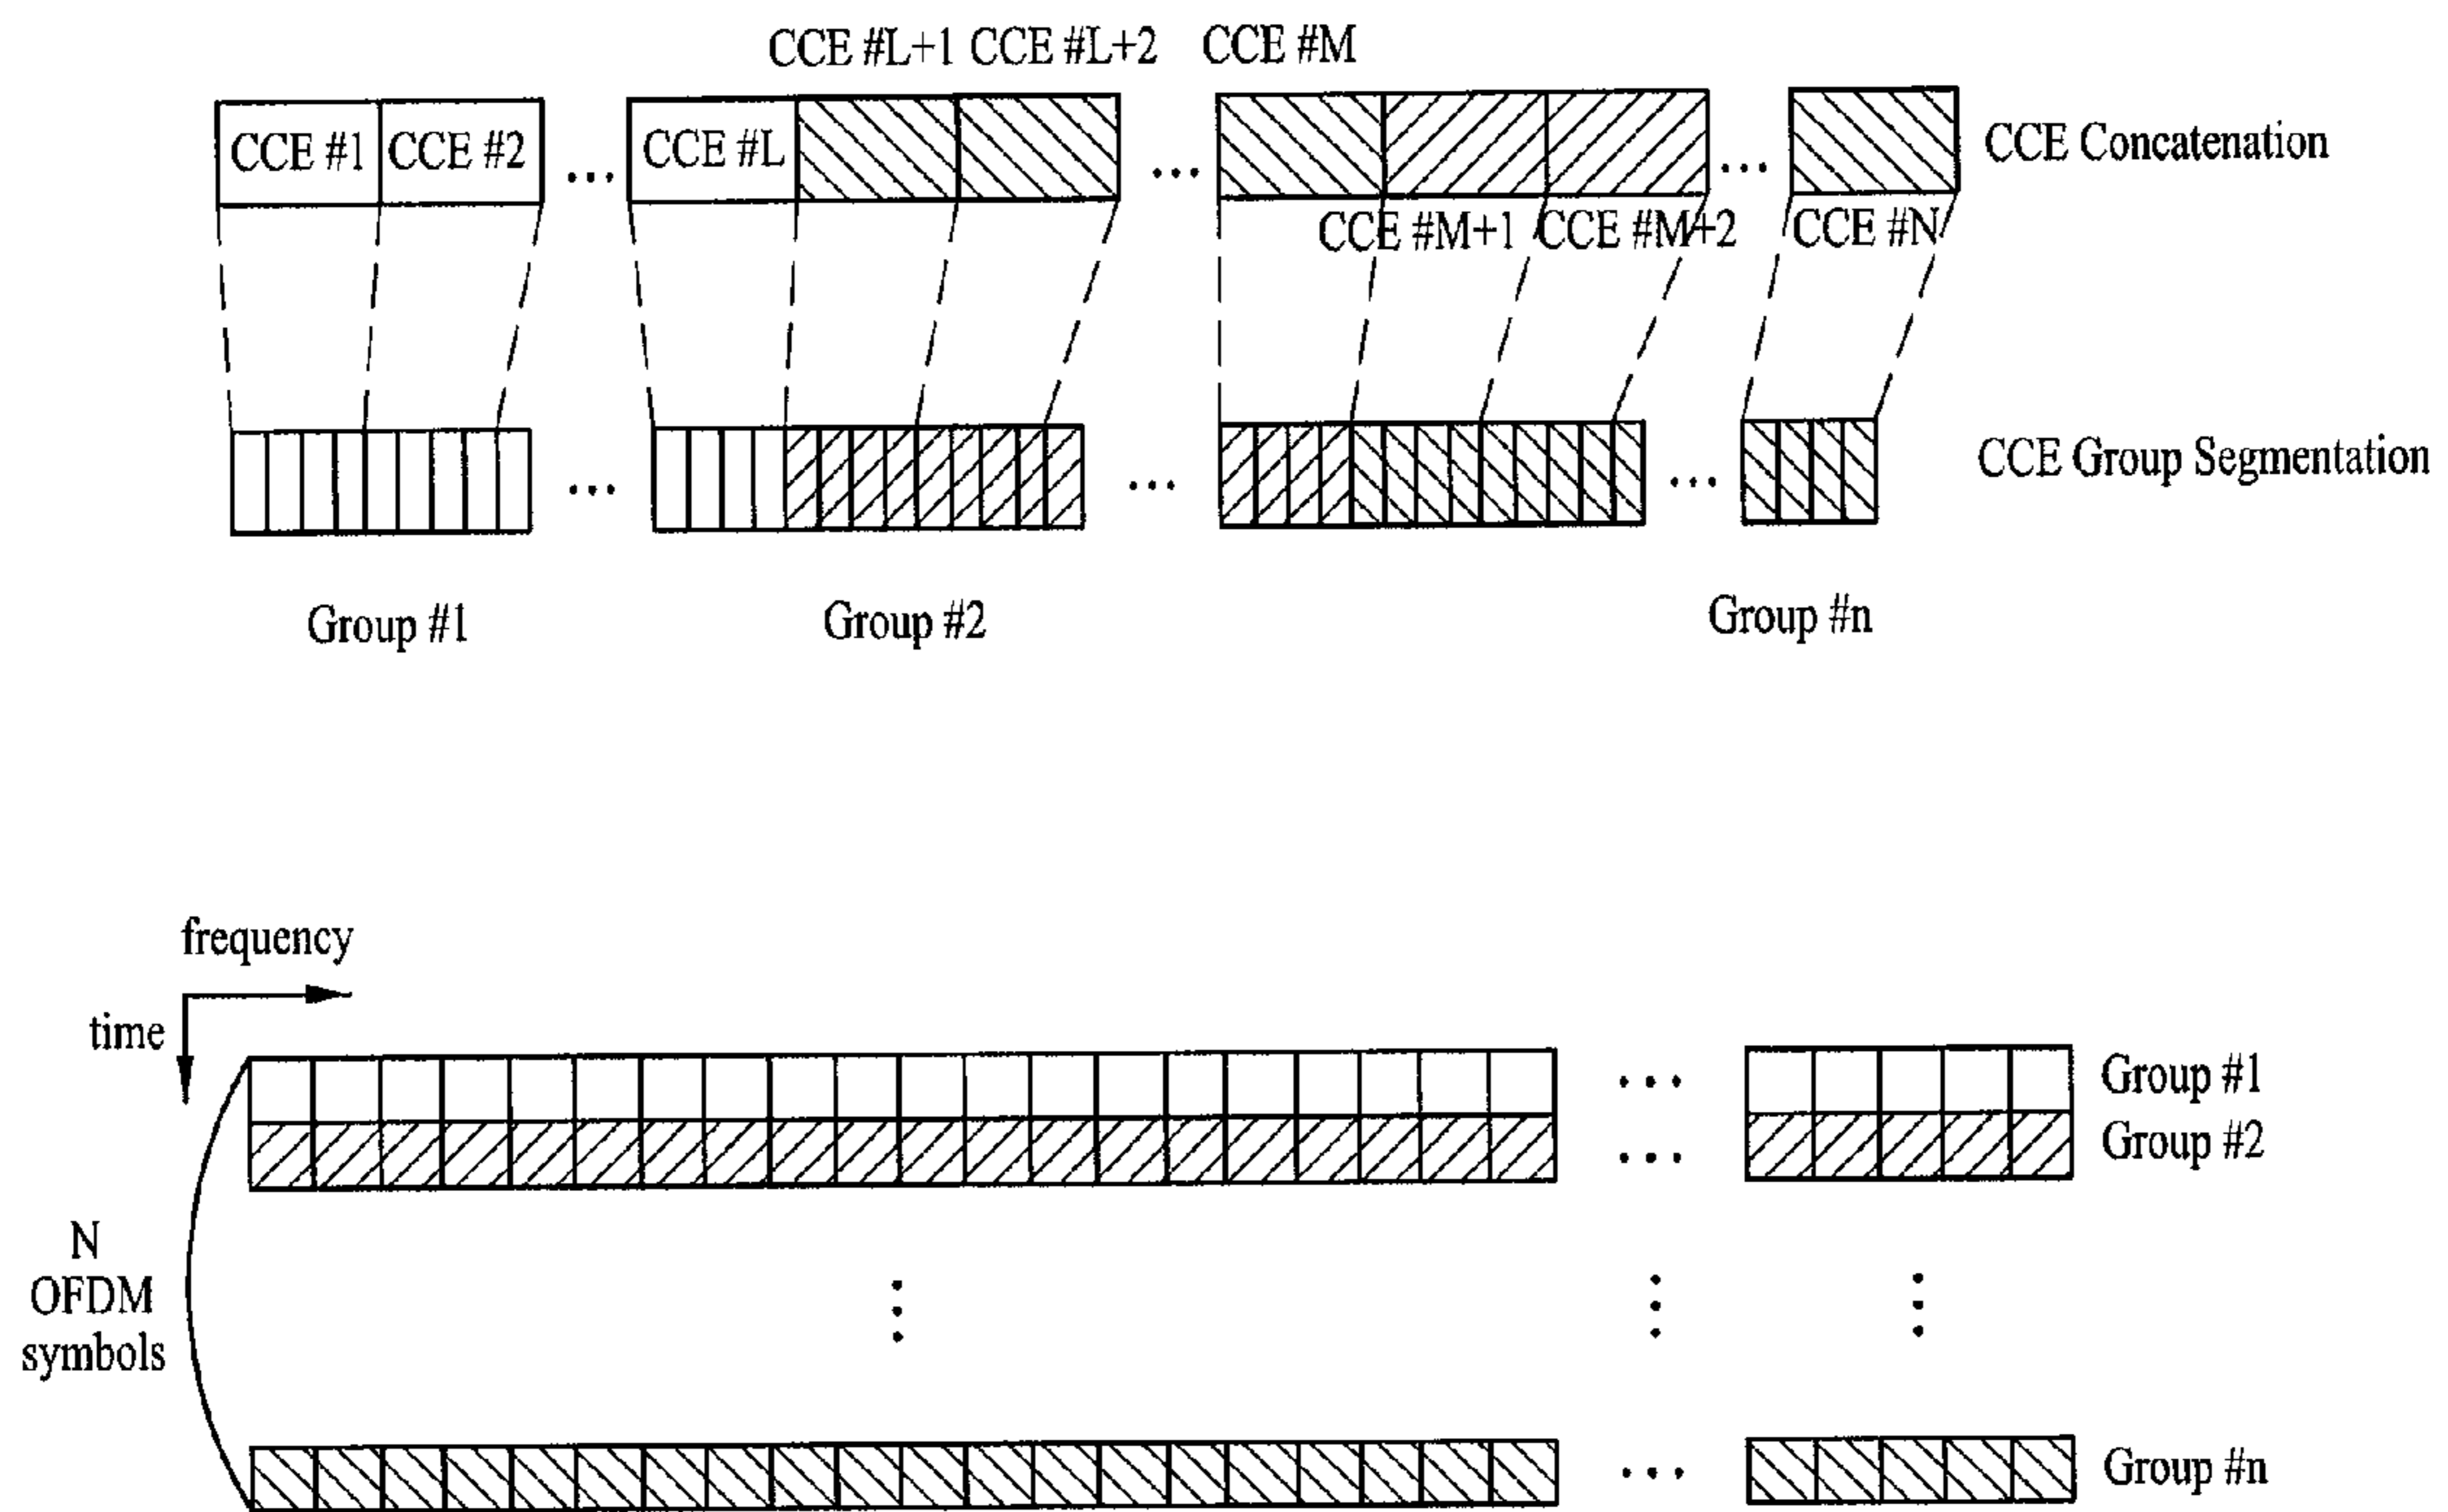 CCE #L+1 CCE #L+2 CCE #M
CCE #1 CCE #2 ... CCE #L ... ... CCE Concatenation
CCE #M+1 CCE #M+2 CCE #N
... ... ... CCE Group Segmentation
Group #1 Group #2 Group #n
frequency
time
... Group #1
... Group #2
N
OFDM
symbols
... Group #n